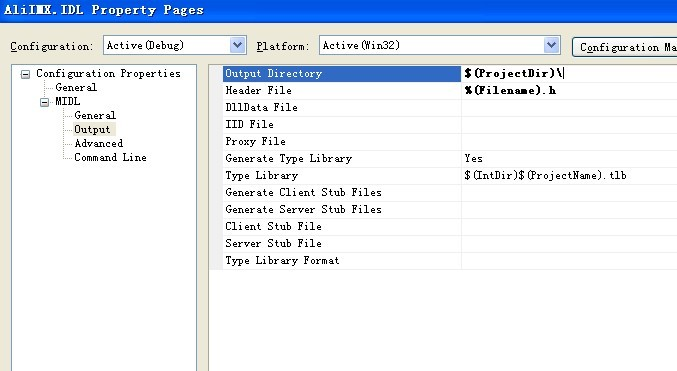 AliIMX.IDL Property Pages
Configuration: Active(Debug) Platform: Active(Win32) Configuration Ma
Configuration Properties
General
MIDL
General
Output
Advanced
Command Line
Output Directory $(ProjectDir)\
Header File %(Filename).h
DllData File
IID File
Proxy File
Generate Type Library Yes
Type Library $(IntDir)$(ProjectName).tlb
Generate Client Stub Files
Generate Server Stub Files
Client Stub File
Server Stub File
Type Library Format